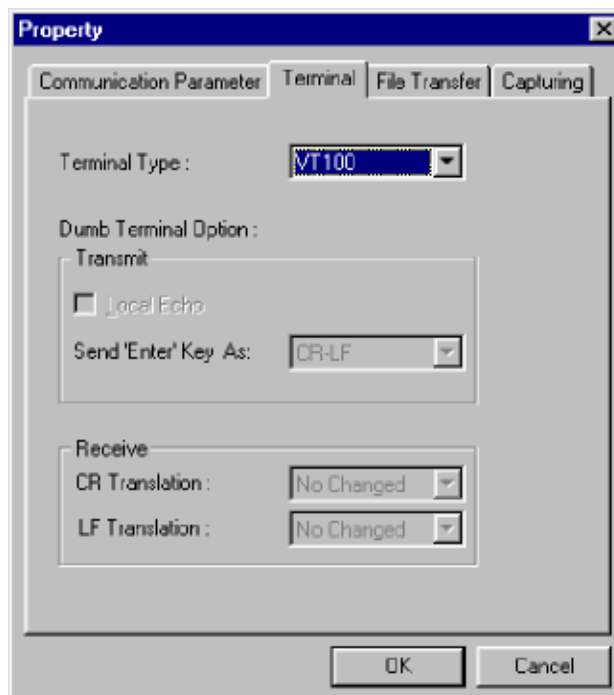 Property
Communication Parameter Terminal File Transfer Capturing
Terminal Type : VT100
Dumb Terminal Option :
Transmit
Local Echo
Send 'Enter' Key As: CR-LF
Receive
CR Translation : No Changed
LF Translation : No Changed
OK Cancel